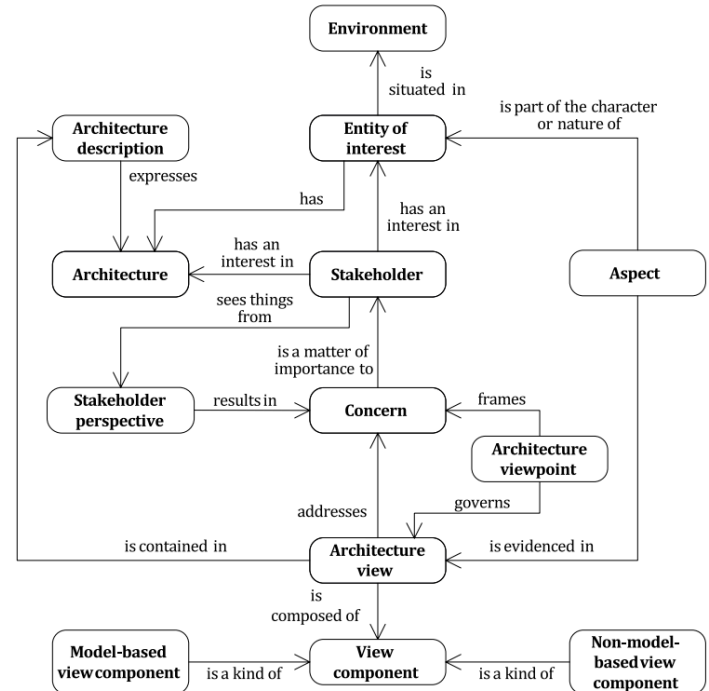 Environment
is
situated in
is part of the character
or nature of
Architecture
description
Entity of
interest
expresses
has
has an
interest in
Architecture
has an
interest in
Stakeholder
Aspect
sees things
from
is a matter of
importance to
Stakeholder
perspective
results in
Concern
frames
Architecture
viewpoint
addresses
governs
is contained in
Architecture
view
is evidenced in
is
composed of
Model-based
view component
is a kind of
View
component
is a kind of
Non-model-
based view
component